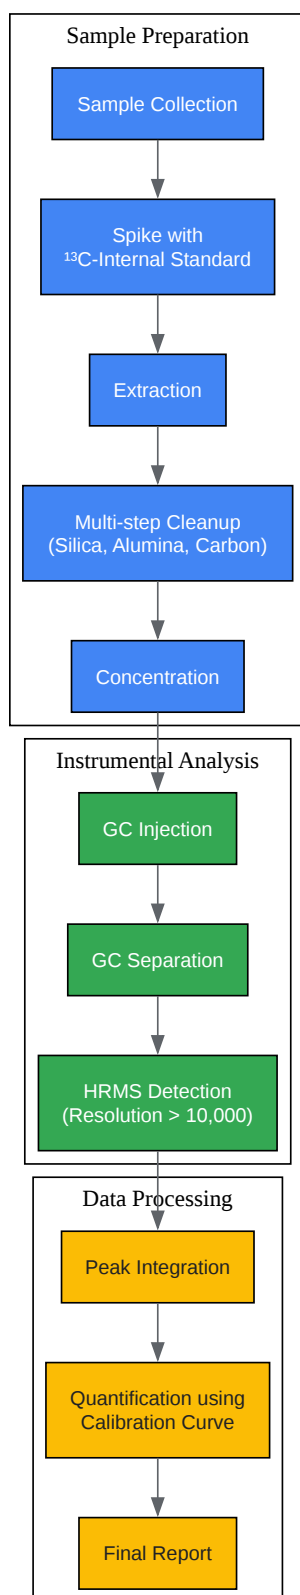 Sample Preparation
Sample Collection
Spike with
¹³C-Internal Standard
Extraction
Multi-step Cleanup
(Silica, Alumina, Carbon)
Concentration
Instrumental Analysis
GC Injection
GC Separation
HRMS Detection
(Resolution > 10,000)
Data Processing
Peak Integration
Quantification using
Calibration Curve
Final Report